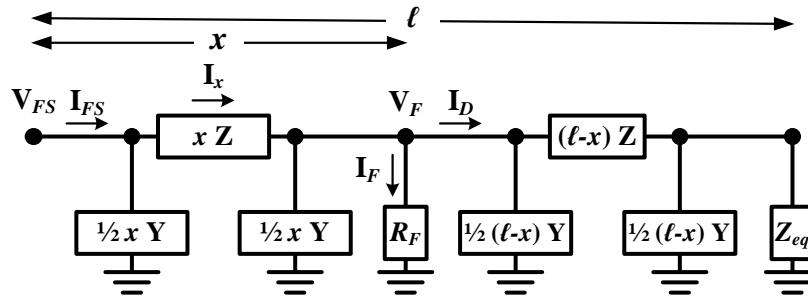 ℓ
x
V_FS I_FS I_x V_F I_D
x Z (ℓ-x) Z
I_F
½ x Y ½ x Y R_F ½ (ℓ-x) Y ½ (ℓ-x) Y Z_eq